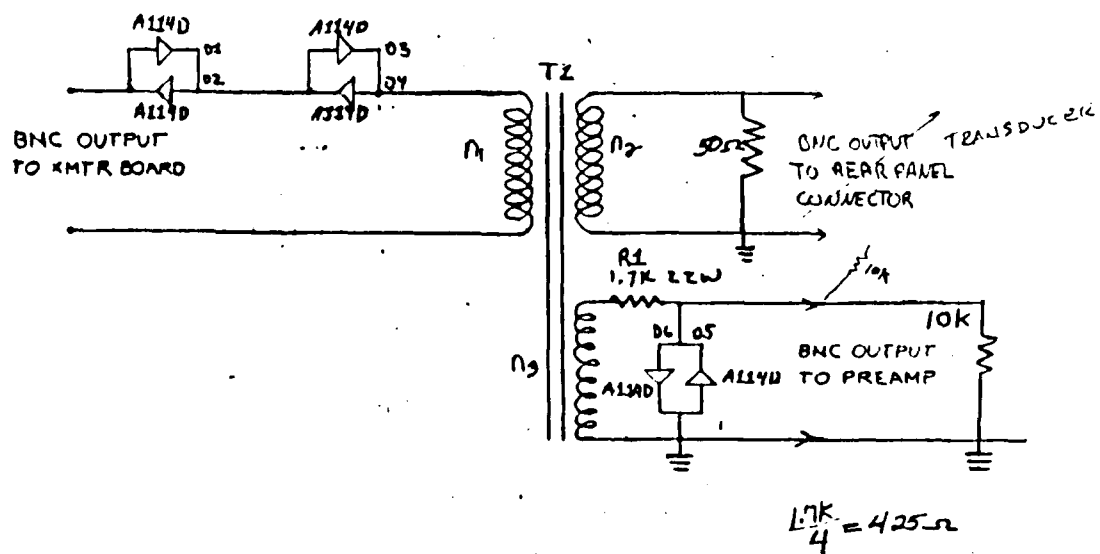 A114D
D1
D2
A114D
A114D
D3
D4
BNC OUTPUT
TO XMTR BOARD
T1
n1
n2
50Ω
BNC OUTPUT
TO REAR PANEL
CONNECTOR
TRANSDUCER
R1
1.7K 22W
D6 D5
A114D
n3
10K
BNC OUTPUT
TO PREAMP
1.7K/4 = 425Ω